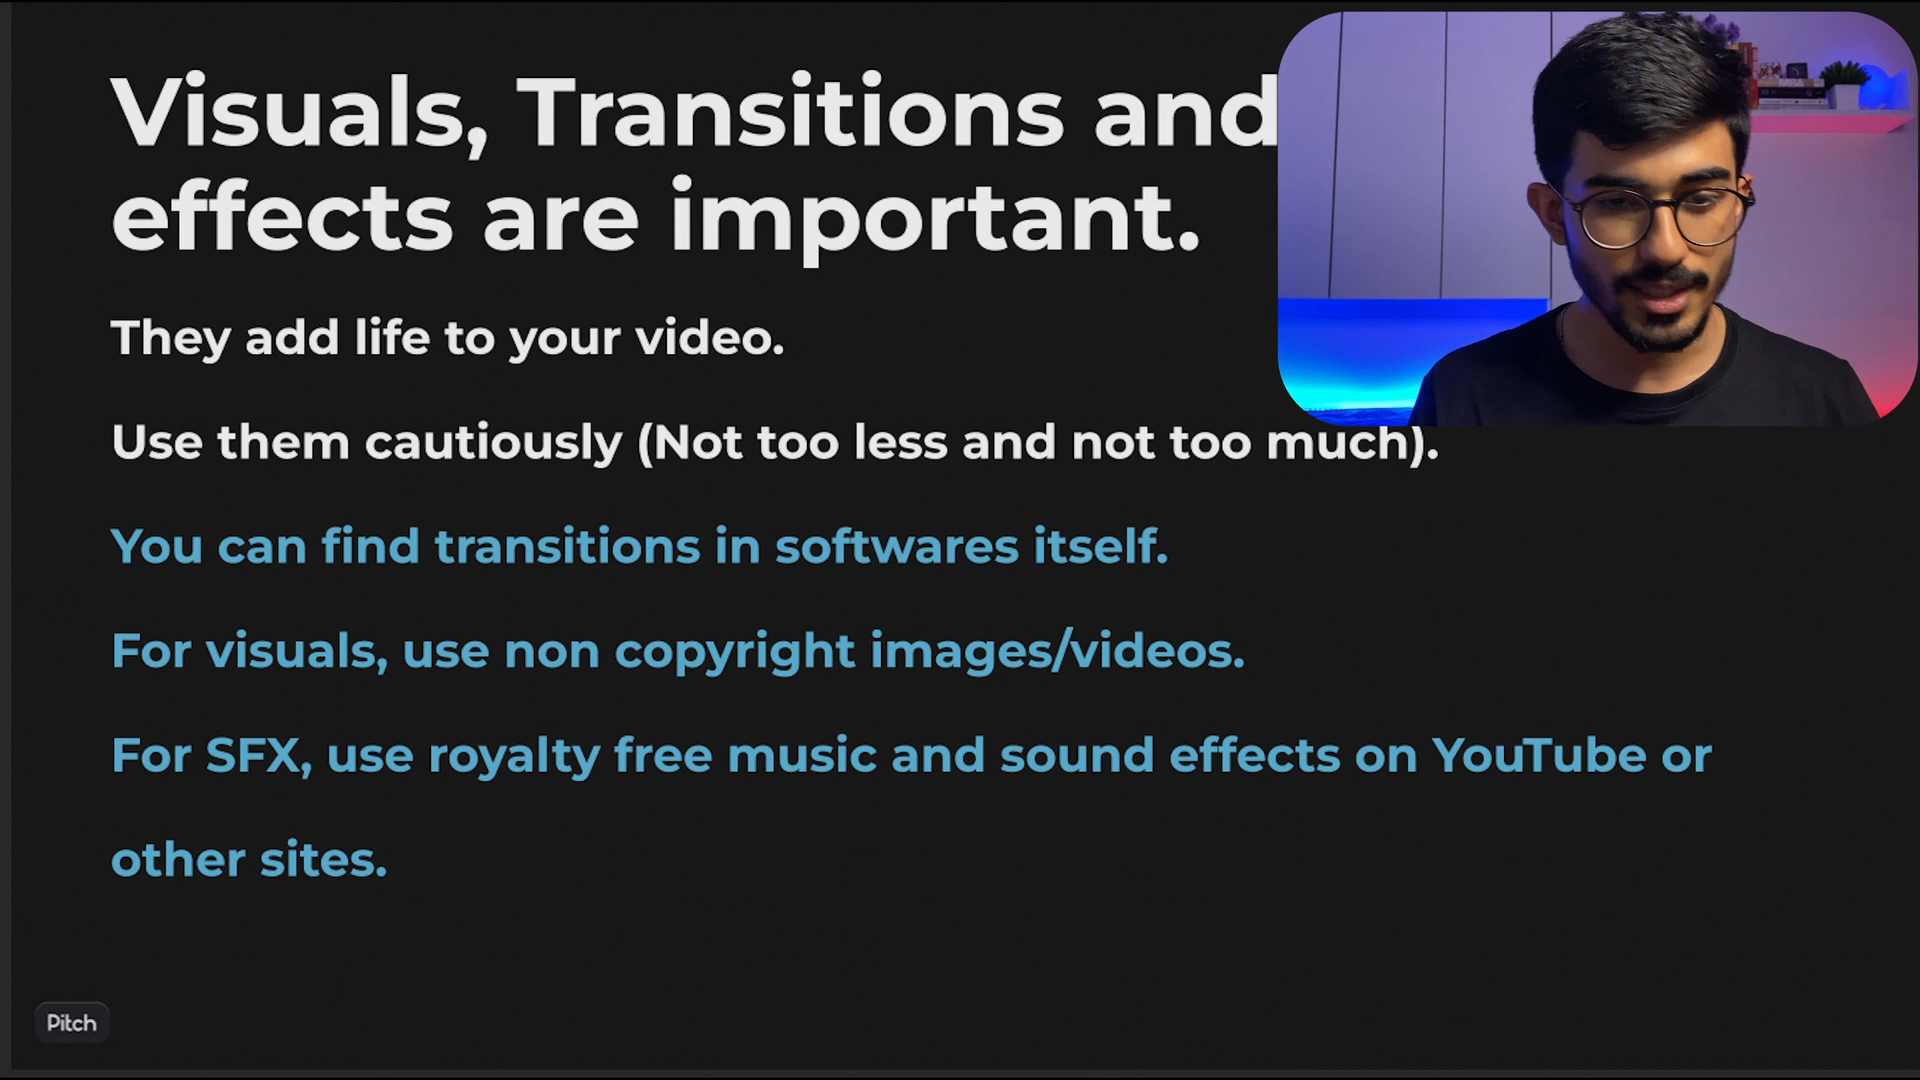 Visuals, Transitions and
effects are important.
They add life to your video.
Use them cautiously (Not too less and not too much).
You can find transitions in softwares itself.
For visuals, use non copyright images/videos.
For SFX, use royalty free music and sound effects on YouTube or
other sites.
Pitch